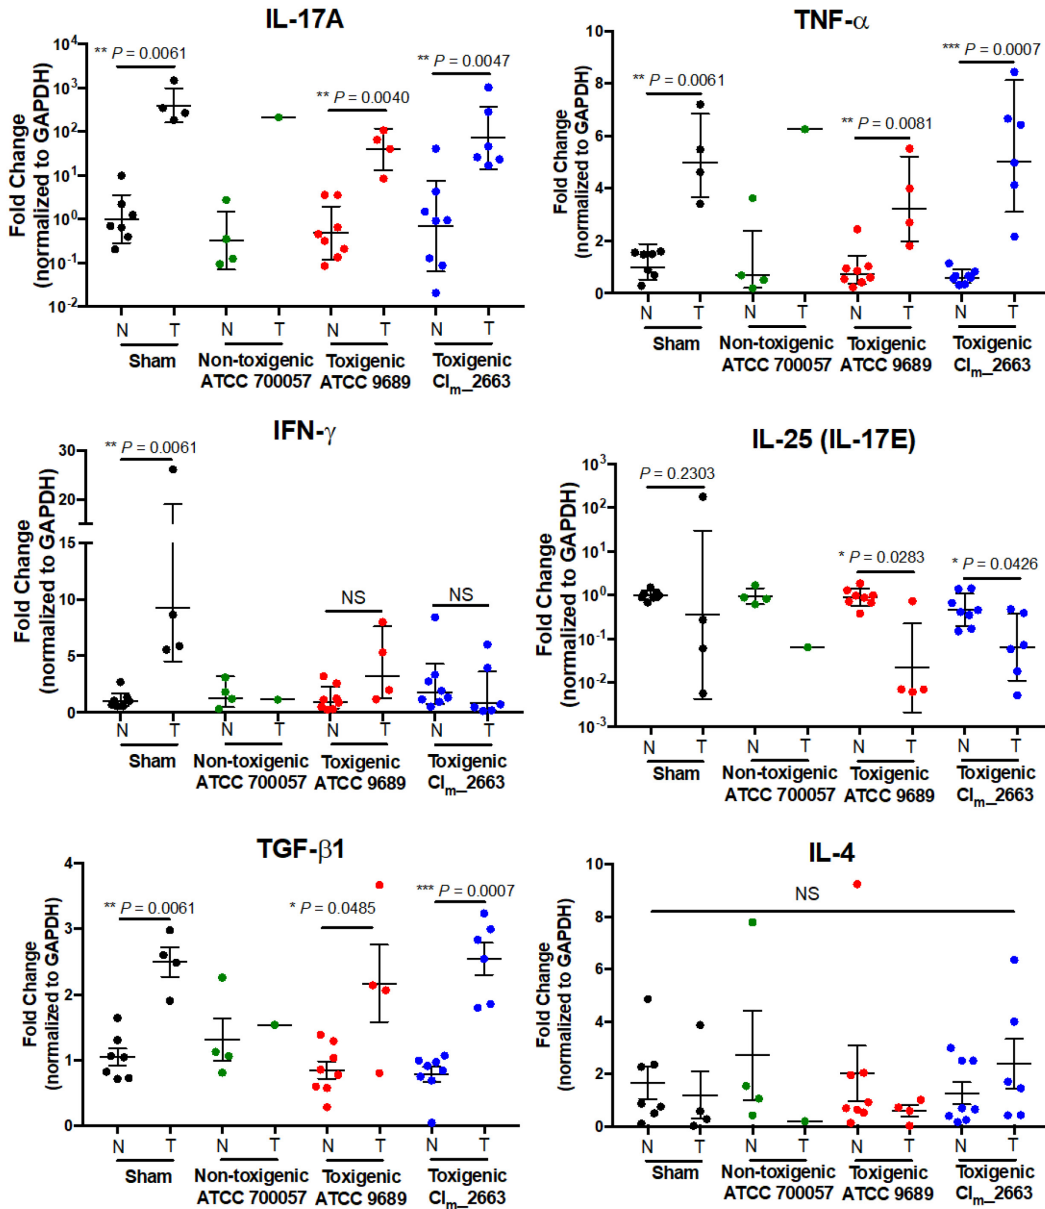 IL-17A
Fold Change
(normalized to GAPDH)
10^4
10^3
10^2
10^1
10^0
10^-1
10^-2
** P = 0.0061
** P = 0.0040
** P = 0.0047
N T N T N T N T
Sham
Non-toxigenic
ATCC 700057
Toxigenic
ATCC 9689
Toxigenic
CI_m_2663
TNF-α
Fold Change
(normalized to GAPDH)
10
8
6
4
2
0
** P = 0.0061
** P = 0.0081
*** P = 0.0007
N T N T N T N T
Sham
Non-toxigenic
ATCC 700057
Toxigenic
ATCC 9689
Toxigenic
CI_m_2663
IFN-γ
Fold Change
(normalized to GAPDH)
30
20
15
10
5
0
** P = 0.0061
NS
NS
N T N T N T N T
Sham
Non-toxigenic
ATCC 700057
Toxigenic
ATCC 9689
Toxigenic
CI_m_2663
IL-25 (IL-17E)
Fold Change
(normalized to GAPDH)
10^3
10^2
10^1
10^0
10^-1
10^-2
10^-3
P = 0.2303
* P = 0.0283
* P = 0.0426
N T N T N T N T
Sham
Non-toxigenic
ATCC 700057
Toxigenic
ATCC 9689
Toxigenic
CI_m_2663
TGF-β1
Fold Change
(normalized to GAPDH)
4
3
2
1
0
** P = 0.0061
* P = 0.0485
*** P = 0.0007
N T N T N T N T
Sham
Non-toxigenic
ATCC 700057
Toxigenic
ATCC 9689
Toxigenic
CI_m_2663
IL-4
Fold Change
(normalized to GAPDH)
10
8
6
4
2
0
NS
N T N T N T N T
Sham
Non-toxigenic
ATCC 700057
Toxigenic
ATCC 9689
Toxigenic
CI_m_2663